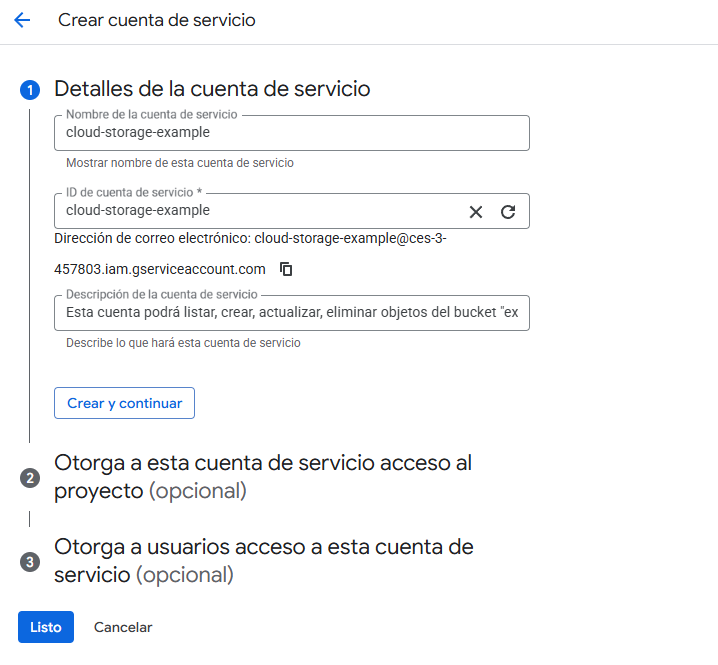 Crear cuenta de servicio
1 Detalles de la cuenta de servicio
Nombre de la cuenta de servicio
cloud-storage-example
Mostrar nombre de esta cuenta de servicio
ID de cuenta de servicio *
cloud-storage-example
Dirección de correo electrónico: cloud-storage-example@ces-3-
457803.iam.gserviceaccount.com
Descripción de la cuenta de servicio
Esta cuenta podrá listar, crear, actualizar, eliminar objetos del bucket "ex
Describe lo que hará esta cuenta de servicio
Crear y continuar
2 Otorga a esta cuenta de servicio acceso al
proyecto (opcional)
3 Otorga a usuarios acceso a esta cuenta de
servicio (opcional)
Listo Cancelar